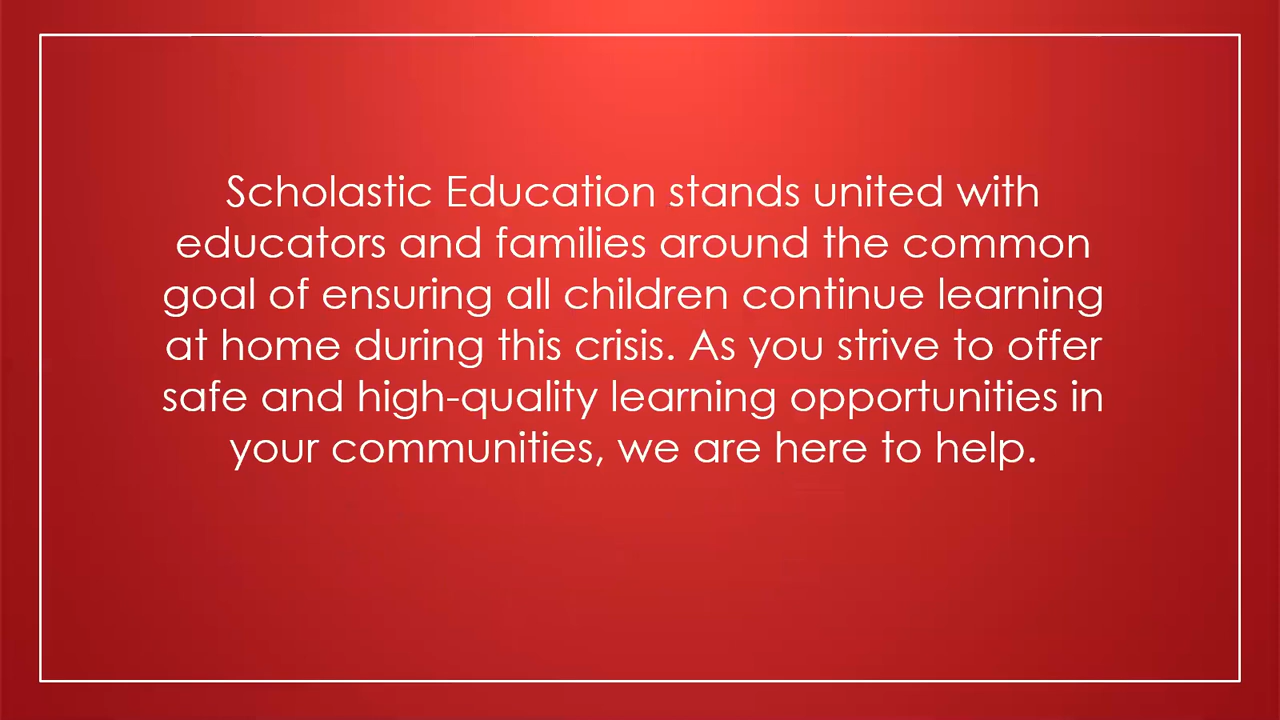 Scholastic Education stands united with
educators and families around the common
goal of ensuring all children continue learning
at home during this crisis. As you strive to offer
safe and high-quality learning opportunities in
your communities, we are here to help.